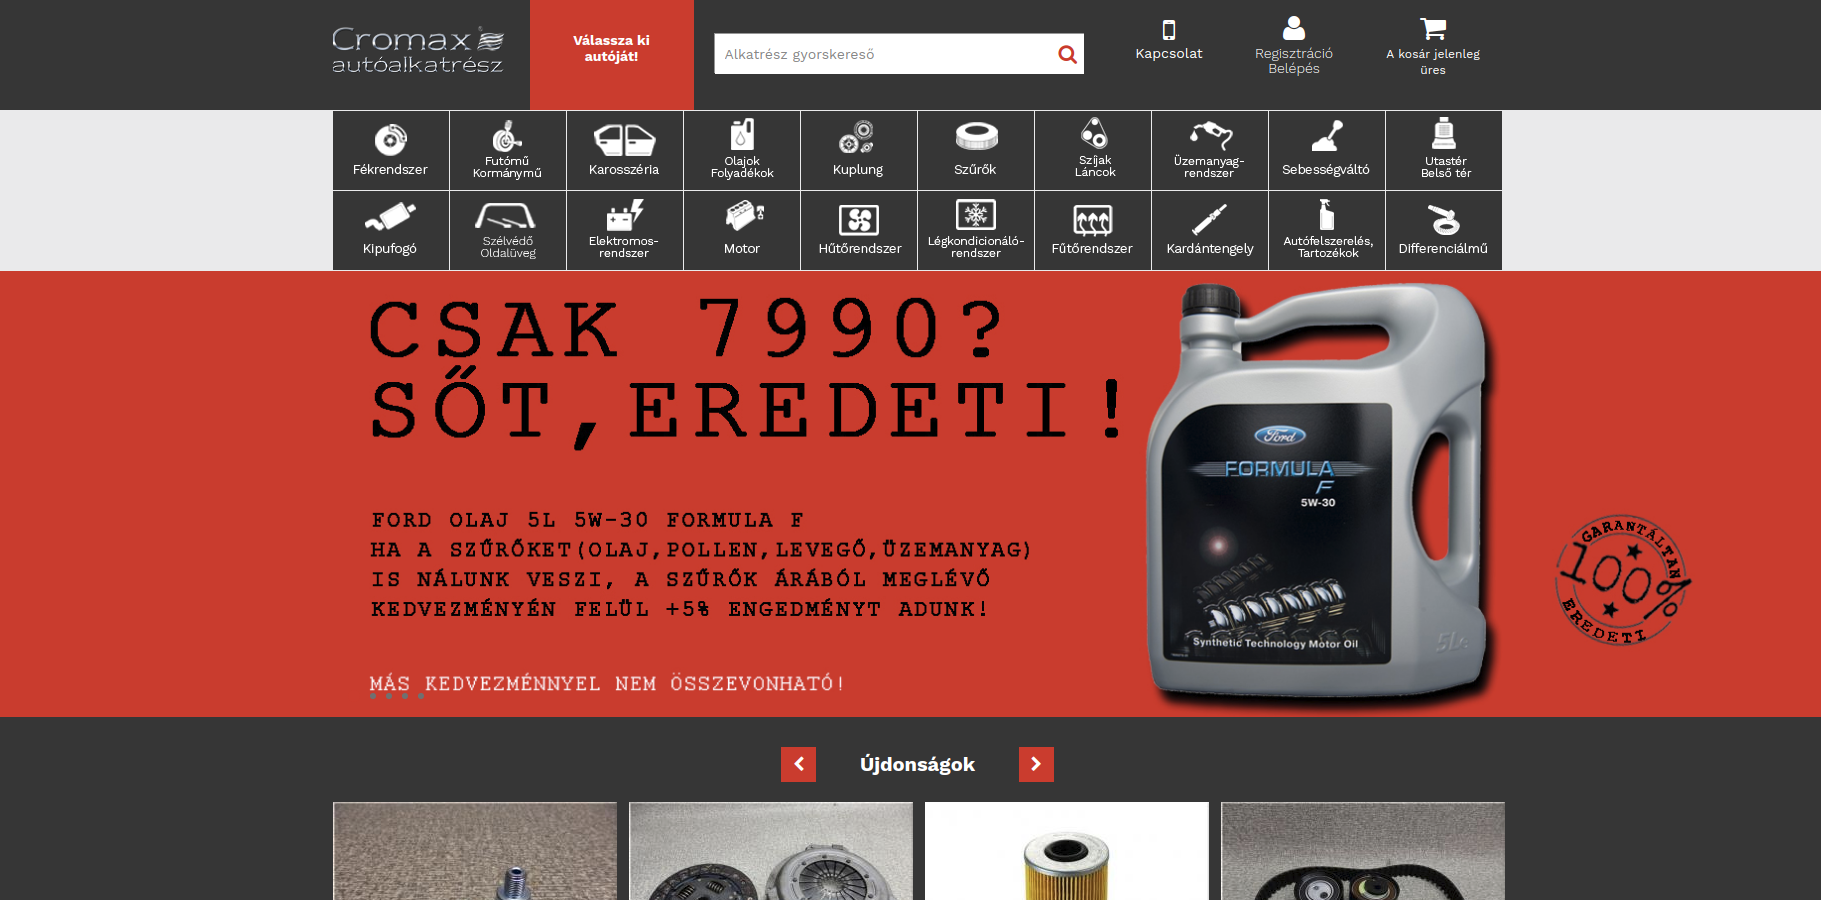 Cromax
autóalkatrész
Válassza ki
autóját!
Alkatrész gyorskereső
Kapcsolat
Regisztráció
Belépés
A kosár jelenleg
üres
Fékrendszer
Futómű
Kormánymű
Karosszéria
Olajok
Folyadékok
Kuplung
Szűrők
Szíjak
Láncok
Üzemanyag-
rendszer
Sebességváltó
Utastér
Belső tér
Kipufogó
Szélvédő
Oldalüveg
Elektromos-
rendszer
Motor
Hűtőrendszer
Légkondicionáló-
rendszer
Fűtőrendszer
Kardántengely
Autófelszerelés,
Tartozékok
Differenciálmű
CSAK 7990?
SŐT,EREDETI!
FORD OLAJ 5L 5W-30 FORMULA F
HA A SZŰRŐKET(OLAJ,POLLEN,LEVEGŐ,ÜZEMANYAG)
IS NÁLUNK VESZI, A SZŰRŐK ÁRÁBÓL MEGLÉVŐ
KEDVEZMÉNYÉN FELÜL +5% ENGEDMÉNYT ADUNK!
MÁS KEDVEZMÉNNYEL NEM ÖSSZEVONHATÓ!
Ford
FORMULA
F
5W-30
Synthetic Technology Motor Oil
5Le
GARANTÁLTAN
100%
EREDETI
Újdonságok